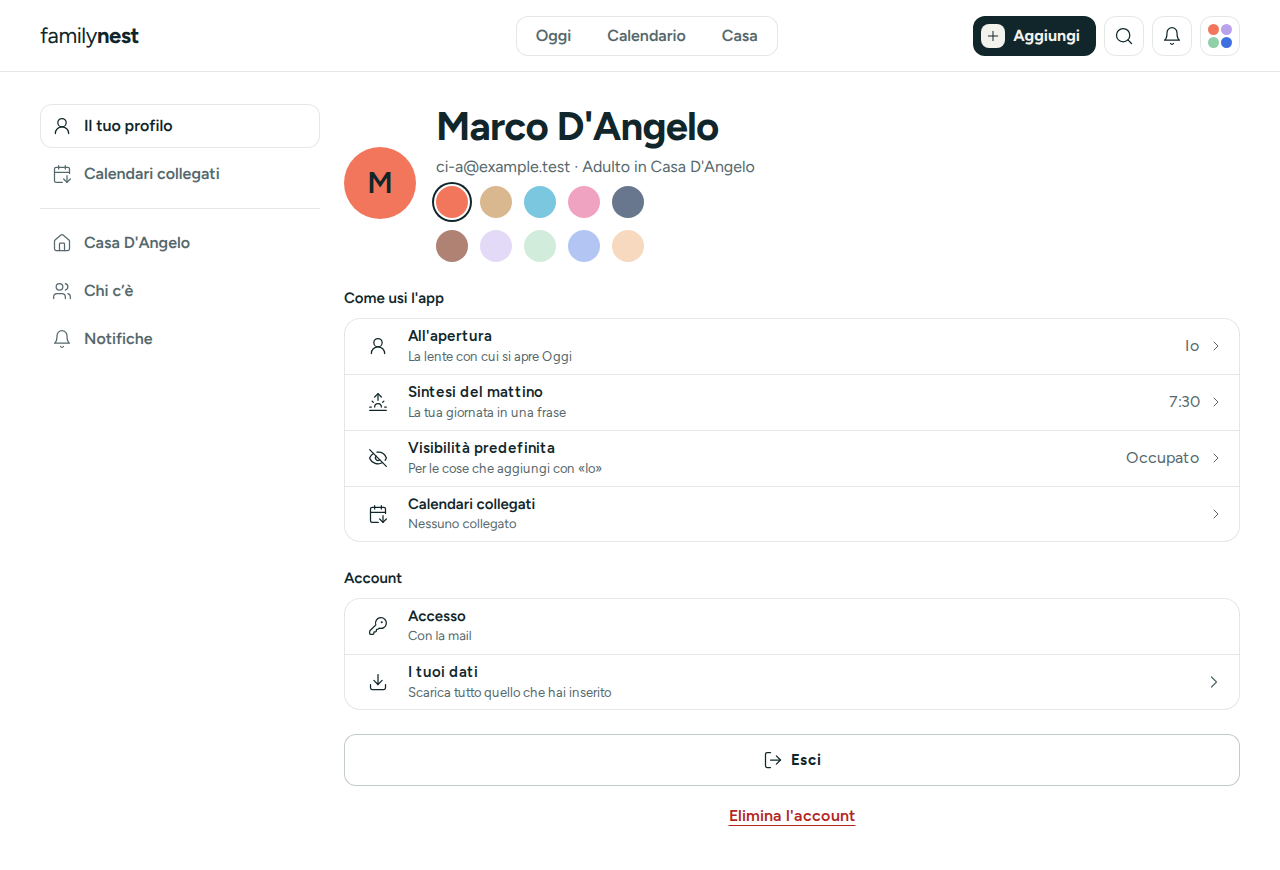 familynest
Oggi
Calendario
Casa
Aggiungi
Il tuo profilo
Calendari collegati
Casa D'Angelo
Chi c’è
Notifiche
M
Marco D'Angelo
ci-a@example.test · Adulto in Casa D'Angelo
Come usi l'app
All'apertura
La lente con cui si apre Oggi
Io
Sintesi del mattino
La tua giornata in una frase
7:30
Visibilità predefinita
Per le cose che aggiungi con «Io»
Occupato
Calendari collegati
Nessuno collegato
Account
Accesso
Con la mail
I tuoi dati
Scarica tutto quello che hai inserito
Esci
Elimina l'account